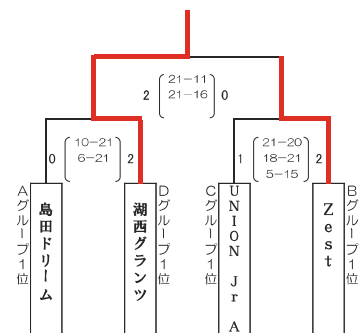 21-11
2 21-16 0
10-21
0 6-21 2
21-20
1 18-21 2
5-15
Aグループ1位
島田ドリーム
湖西グランツ
Dグループ1位
Cグループ1位
UNION Jr A
Zest
Bグループ1位